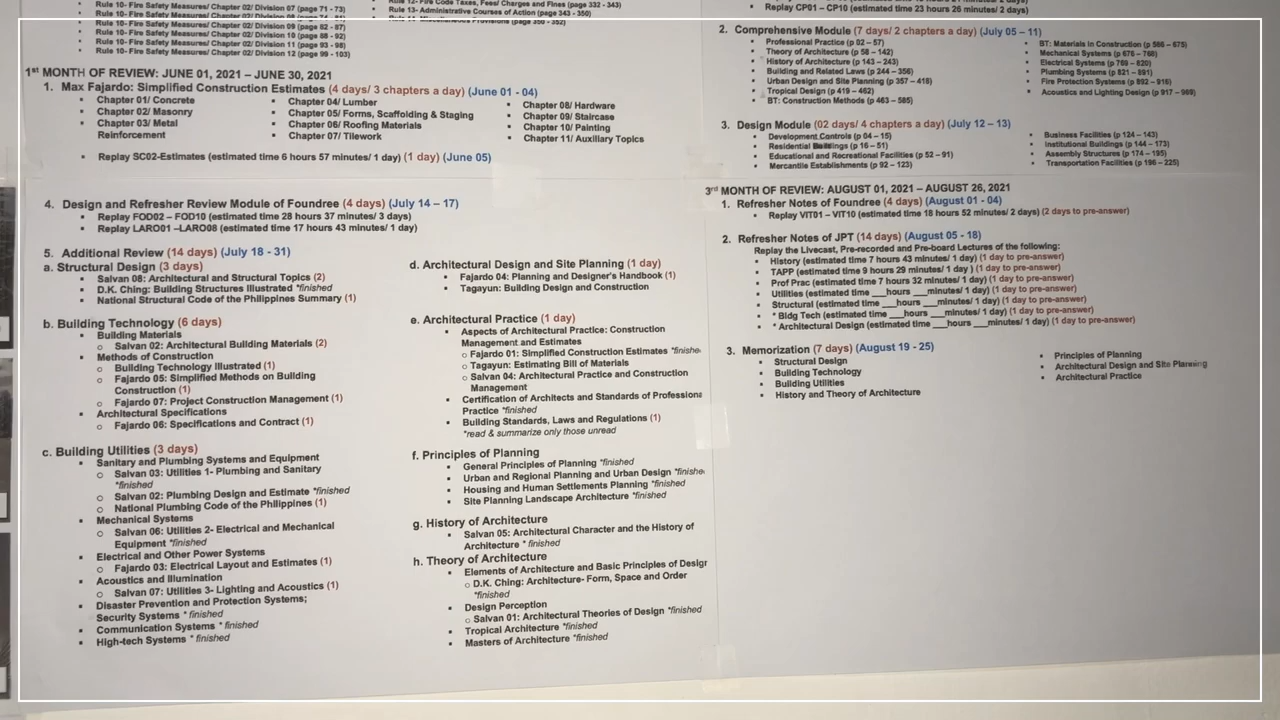 Rule 10- Fire Safety Measures/ Chapter 02/ Division 07 (page 71 - 73)
Rule 10- Fire Safety Measures/ Chapter 02/ Division 09 (page 82 - 87)
Rule 10- Fire Safety Measures/ Chapter 02/ Division 10 (page 88 - 92)
Rule 10- Fire Safety Measures/ Chapter 02/ Division 11 (page 93 - 98)
Rule 10- Fire Safety Measures/ Chapter 02/ Division 12 (page 99 - 103)
Rule 12- Fire Code Taxes, Fees/ Charges and Fines (page 332 - 343)
Rule 13- Administrative Courses of Action (page 343 - 350)
1st MONTH OF REVIEW: JUNE 01, 2021 – JUNE 30, 2021
1. Max Fajardo: Simplified Construction Estimates (4 days/ 3 chapters a day) (June 01 - 04)
Chapter 01/ Concrete
Chapter 02/ Masonry
Chapter 03/ Metal
Reinforcement
Chapter 04/ Lumber
Chapter 05/ Forms, Scaffolding & Staging
Chapter 06/ Roofing Materials
Chapter 07/ Tilework
Chapter 08/ Hardware
Chapter 09/ Staircase
Chapter 10/ Painting
Chapter 11/ Auxillary Topics
Replay SC02-Estimates (estimated time 6 hours 57 minutes/ 1 day) (1 day) (June 05)
4. Design and Refresher Review Module of Foundree (4 days) (July 14 – 17)
Replay FOD02 – FOD10 (estimated time 28 hours 37 minutes/ 3 days)
Replay LARO01 –LARO08 (estimated time 17 hours 43 minute/ 1 day)
5. Additional Review (14 days) (July 18 - 31)
a. Structural Design (3 days)
Salvan 08: Architectural and Structural Topics (2)
D.K. Ching: Building Structures Illustrated *finished
National Structural Code of the Philippines Summary (1)
b. Building Technology (6 days)
Building Materials
Salvan 02: Architectural Building Materials (2)
Methods of Construction
Building Technology Illustrated (1)
Fajardo 05: Simplified Methods on Building
Construction (1)
Fajardo 07: Project Construction Management (1)
Architectural Specifications
Fajardo 06: Specifications and Contract (1)
c. Building Utilities (3 days)
Sanitary and Plumbing Systems and Equipment
Salvan 03: Utilities 1- Plumbing and Sanitary
*finished
Salvan 02: Plumbing Design and Estimate *finished
National Plumbing Code of the Philippines (1)
Mechanical Systems
Salvan 06: Utilities 2- Electrical and Mechanical
Equipment *finished
Electrical and Other Power Systems
Fajardo 03: Electrical Layout and Estimates (1)
Acoustics and Illumination
Salvan 07: Utilities 3- Lighting and Acoustics (1)
Disaster Prevention and Protection Systems;
Security Systems * finished
Communication Systems * finished
High-tech Systems * finished
d. Architectural Design and Site Planning (1 day)
Fajardo 04: Planning and Designer's Handbook (1)
Tagayun: Building Design and Construction
e. Architectural Practice (1 day)
Aspects of Architectural Practice: Construction
Management and Estimates
Fajardo 01: Simplified Construction Estimates *finishe
Tagayun: Estimating Bill of Materials
Salvan 04: Architectural Practice and Construction
Management
Certification of Architects and Standards of Professiona
Practice *finished
Building Standards, Laws and Regulations (1)
*read & summarize only those unread
f. Principles of Planning
General Principles of Planning *finished
Urban and Regional Planning and Urban Design *finishe
Housing and Human Settlements Planning *finished
Site Planning Landscape Architecture *finished
g. History of Architecture
Salvan 05: Architectural Character and the History of
Architecture * finished
h. Theory of Architecture
Elements of Architecture and Basic Principles of Desigr
D.K. Ching: Architecture- Form, Space and Order
*finished
Design Perception
Salvan 01: Architectural Theories of Design *finished
Tropical Architecture *finished
Masters of Architecture *finished
Replay CP01 – CP10 (estimated time 23 hours 26 minutes/ 2 days)
2. Comprehensive Module (7 days/ 2 chapters a day) (July 05 – 11)
Professional Practice (p 02 – 57)
Theory of Architecture (p 58 – 142)
History of Architecture (p 143 – 243)
Building and Related Laws (p 244 – 356)
Urban Design and Site Planning (p 357 – 418)
Tropical Design (p 419 – 462)
BT: Construction Methods (p 463 – 585)
BT: Materials In Construction (p 586 – 675)
Mechanical Systems (p 676 – 768)
Electrical Systems (p 769 – 820)
Plumbing Systems (p 821 – 891)
Fire Protection Systems (p 892 – 916)
Acoustics and Lighting Design (p 917 – 969)
3. Design Module (02 days/ 4 chapters a day) (July 12 – 13)
Development Controls (p 04 – 15)
Residential Buildings (p 16 – 51)
Educational and Recreational Facilities (p 52 – 91)
Mercantile Establishments (p 92 – 123)
Business Facilities (p 124 – 143)
Institutional Buildings (p 144 – 173)
Assembly Structures (p 174 – 195)
Transportation Facilities (p 196 – 225)
3rd MONTH OF REVIEW: AUGUST 01, 2021 – AUGUST 26, 2021
1. Refresher Notes of Foundree (4 days) (August 01 - 04)
Replay VIT01 – VIT10 (estimated time 18 hours 52 minutes/ 2 days) (2 days to pre-answer)
2. Refresher Notes of JPT (14 days) (August 05 - 18)
Replay the Livecast, Pre-recorded and Pre-board Lectures of the following:
History (estimated time 7 hours 43 minutes/ 1 day) (1 day to pre-answer)
TAPP (estimated time 9 hours 29 minutes/ 1 day ) (1 day to pre-answer)
Prof Prac (estimated time 7 hours 32 minutes/ 1 day) (1 day to pre-answer)
Utilities (estimated time ___hours ___minutes/ 1 day) (1 day to pre-answer)
Structural (estimated time ___hours ___minutes/ 1 day) (1 day to pre-answer)
* Bldg Tech (estimated time ___hours ___minutes/ 1 day) (1 day to pre-answer)
* Architectural Design (estimated time ___hours ___minutes/ 1 day) (1 day to pre-answer)
3. Memorization (7 days) (August 19 - 25)
Structural Design
Building Technology
Building Utilities
History and Theory of Architecture
Principles of Planning
Architectural Design and Site Planning
Architectural Practice